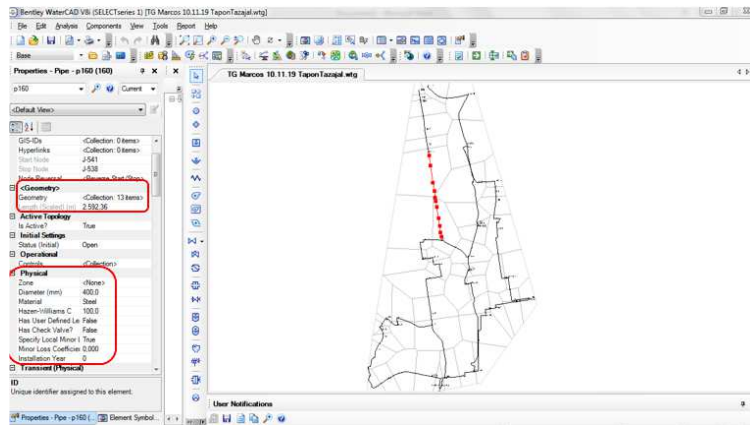 Bentley WaterCAD V8i (SELECTseries 1) [TG Marcos 10.11.19 TaponTazajal.wtg]
File Edit Analysis Components View Tools Report Help
Base
Properties - Pipe - p160 (160)
TG Marcos 10.11.19 TaponTazajal.wtg
p160 Current
<Default View>
GIS-IDs <Collection: 0 items>
Hyperlinks <Collection: 0 items>
Start Node J-541
Stop Node J-538
Node Reversal <Reverse Start/Stop>
<Geometry>
Geometry <Collection: 13 items>
Length (Scaled) (m) 2.592,36
Active Topology
Is Active? True
Initial Settings
Status (Initial) Open
Operational
Controls <Collection>
Physical
Zone <None>
Diameter (mm) 400,0
Material Steel
Hazen-Williams C 100,0
Has User Defined Le False
Has Check Valve? False
Specify Local Minor l True
Minor Loss Coefficie 0,000
Installation Year 0
Transient (Physical)
ID
Unique identifier assigned to this element.
Properties - Pipe - p160 (... Element Symbol...
User Notifications